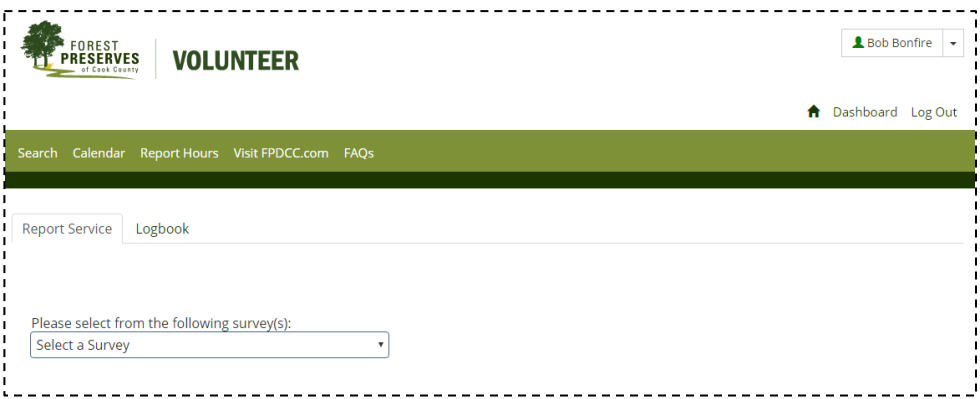 FOREST
PRESERVES
of Cook County
VOLUNTEER
Bob Bonfire
Dashboard Log Out
Search Calendar Report Hours Visit FPDCC.com FAQs
Report Service Logbook
Please select from the following survey(s):
Select a Survey